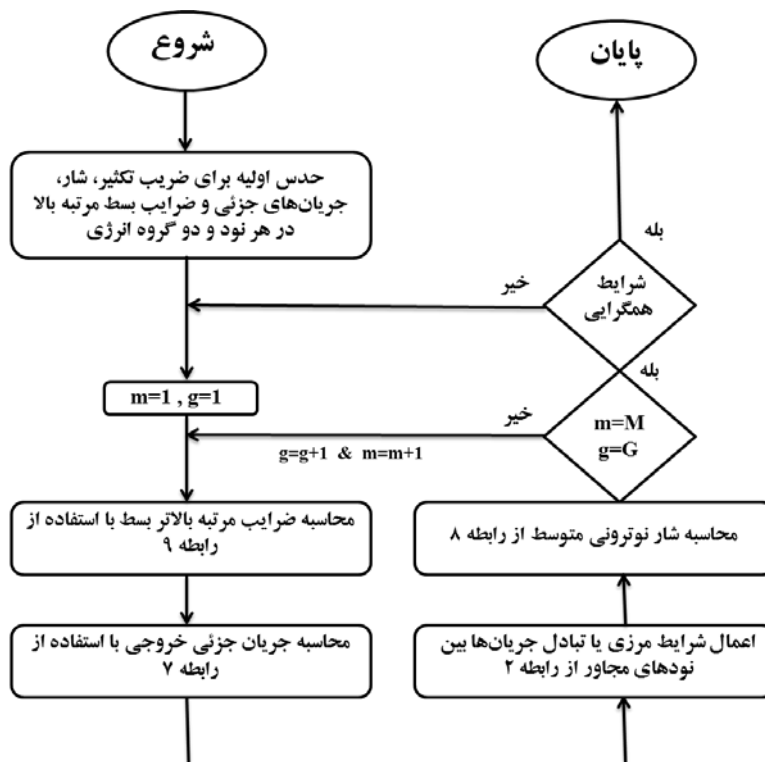 شروع
حدس اولیه برای ضریب تکثیر، شار،
جریان‌های جزئی و ضرایب بسط مرتبه بالا
در هر نود و دو گروه انرژی
m=1 , g=1
محاسبه ضرایب مرتبه بالاتر بسط با استفاده از
رابطه ۹
محاسبه جریان جزئی خروجی با استفاده از
رابطه ۷
پایان
بله
شرایط
همگرایی
خیر
بله
m=M
g=G
خیر
g=g+1 & m=m+1
محاسبه شار نوترونی متوسط از رابطه ۸
اعمال شرایط مرزی یا تبادل جریان‌ها بین
نودهای مجاور از رابطه ۲